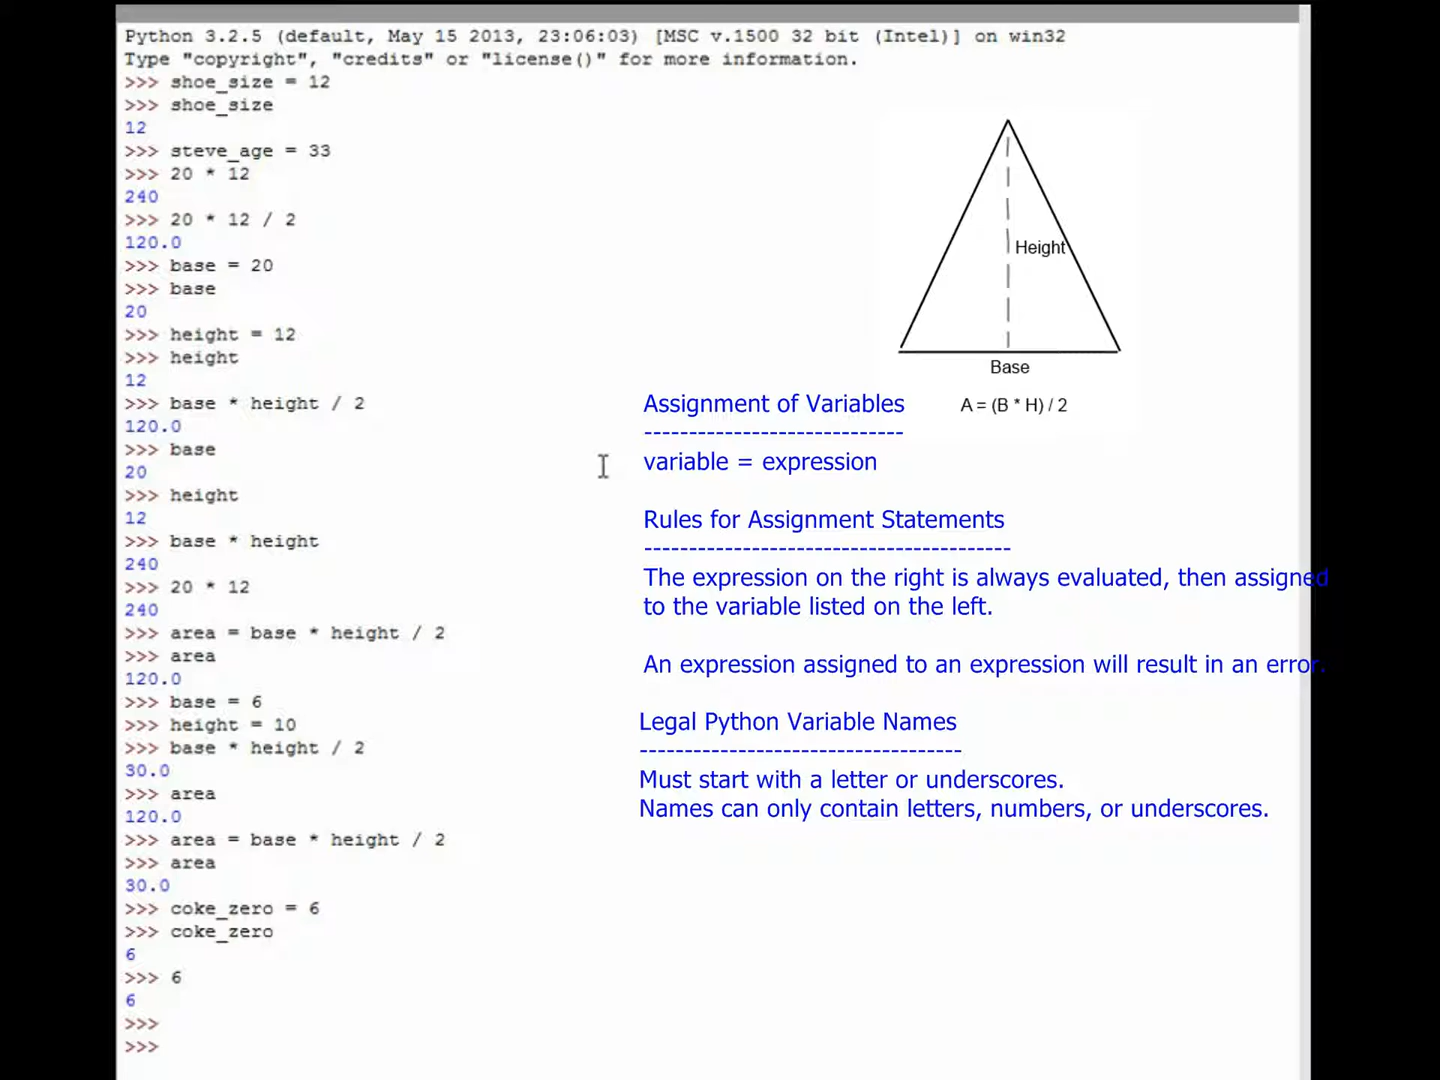 Python 3.2.5 (default, May 15 2013, 23:06:03) [MSC v.1500 32 bit (Intel)] on win32
Type "copyright", "credits" or "license()" for more information.
>>> shoe_size = 12
>>> shoe_size
12
>>> steve_age = 33
>>> 20 * 12
240
>>> 20 * 12 / 2
120.0
>>> base = 20
>>> base
20
>>> height = 12
>>> height
12
>>> base * height / 2
120.0
>>> base
20
>>> height
12
>>> base * height
240
>>> 20 * 12
240
>>> area = base * height / 2
>>> area
120.0
>>> base = 6
>>> height = 10
>>> base * height / 2
30.0
>>> area
120.0
>>> area = base * height / 2
>>> area
30.0
>>> coke_zero = 6
>>> coke_zero
6
>>> 6
6
>>>
>>>
Height
Base
A = (B * H) / 2
Assignment of Variables
-----------------------------
variable = expression
Rules for Assignment Statements
-----------------------------------------
The expression on the right is always evaluated, then assigned
to the variable listed on the left.
An expression assigned to an expression will result in an error.
Legal Python Variable Names
------------------------------------
Must start with a letter or underscores.
Names can only contain letters, numbers, or underscores.